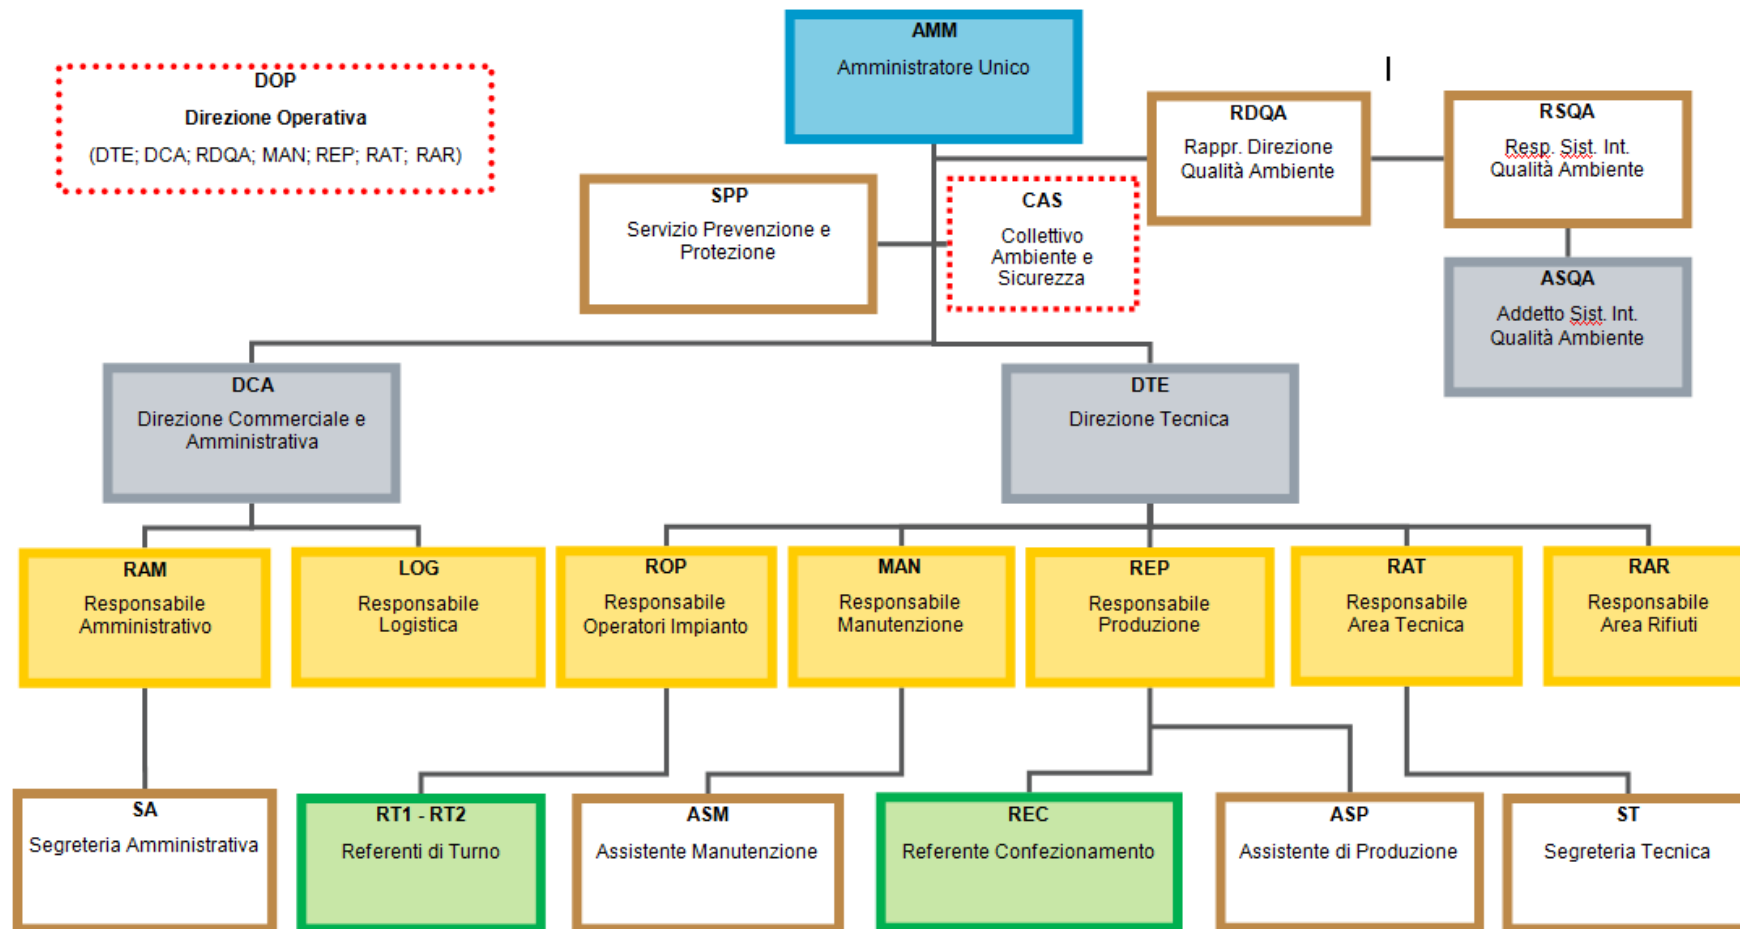 AMM
Amministratore Unico
DOP
Direzione Operativa
(DTE; DCA; RDQA; MAN; REP; RAT; RAR)
RDQA
Rappr. Direzione
Qualità Ambiente
RSQA
Resp. Sist. Int.
Qualità Ambiente
SPP
Servizio Prevenzione e
Protezione
CAS
Collettivo
Ambiente e
Sicurezza
ASQA
Addetto Sist. Int.
Qualità Ambiente
DCA
Direzione Commerciale e
Amministrativa
DTE
Direzione Tecnica
RAM
Responsabile
Amministrativo
LOG
Responsabile
Logistica
ROP
Responsabile
Operatori Impianto
MAN
Responsabile
Manutenzione
REP
Responsabile
Produzione
RAT
Responsabile
Area Tecnica
RAR
Responsabile
Area Rifiuti
SA
Segreteria Amministrativa
RT1 - RT2
Referenti di Turno
ASM
Assistente Manutenzione
REC
Referente Confezionamento
ASP
Assistente di Produzione
ST
Segreteria Tecnica